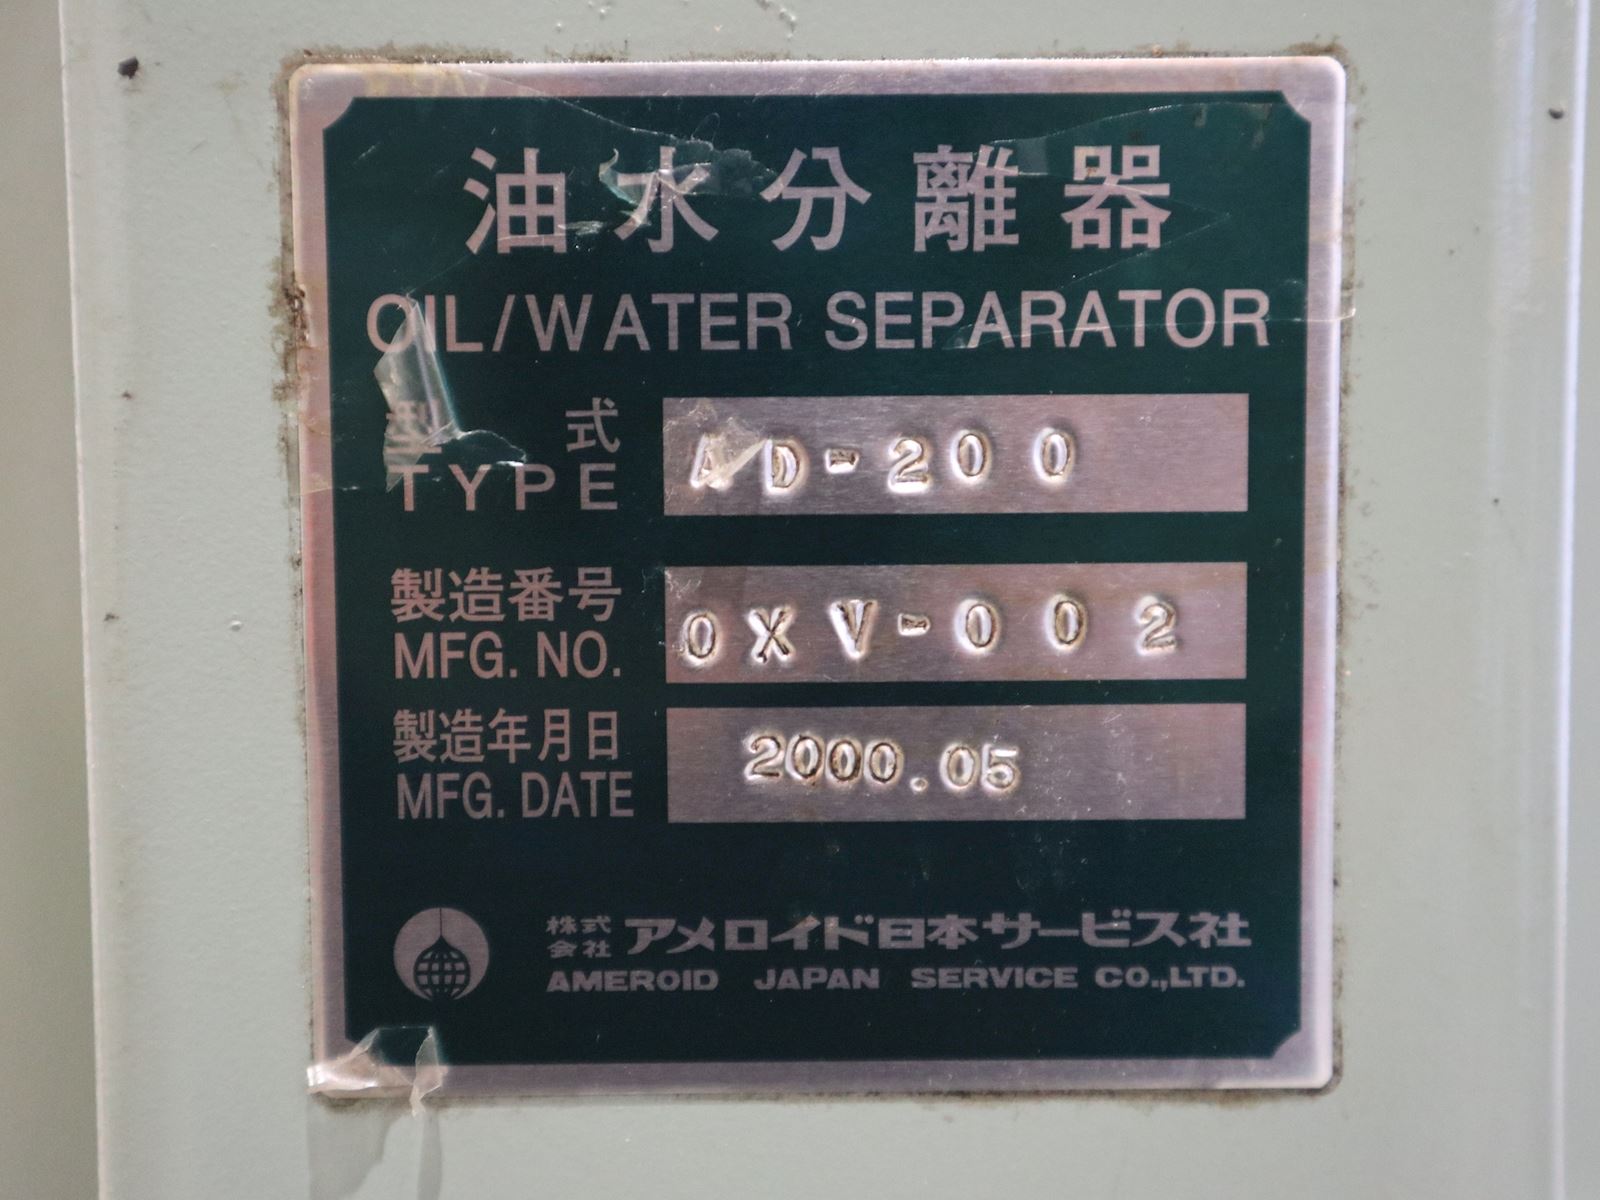 油水分離器
OIL/WATER SEPARATOR
型式
TYPE AD-200
製造番号
MFG. NO. OXV-002
製造年月日
MFG. DATE 2000.05
株式会社 アメロイド日本サービス社
AMEROID JAPAN SERVICE CO.,LTD.